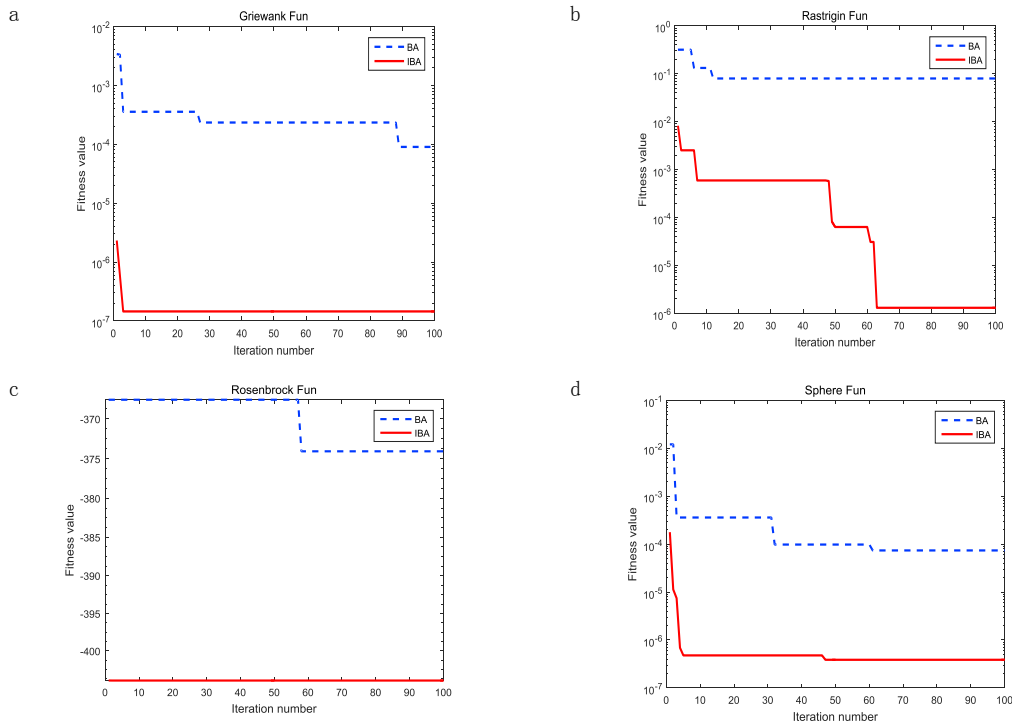 a
Griewank Fun
10^-2
10^-3
10^-4
10^-5
10^-6
10^-7
Fitness value
BA
IBA
0 10 20 30 40 50 60 70 80 90 100
Iteration number
b
Rastrigin Fun
10^0
10^-1
10^-2
10^-3
10^-4
10^-5
10^-6
Fitness value
BA
IBA
0 10 20 30 40 50 60 70 80 90 100
Iteration number
c
Rosenbrock Fun
-370
-375
-380
-385
-390
-395
-400
Fitness value
BA
IBA
0 10 20 30 40 50 60 70 80 90 100
Iteration number
d
Sphere Fun
10^-1
10^-2
10^-3
10^-4
10^-5
10^-6
10^-7
Fitness value
BA
IBA
0 10 20 30 40 50 60 70 80 90 100
Iteration number